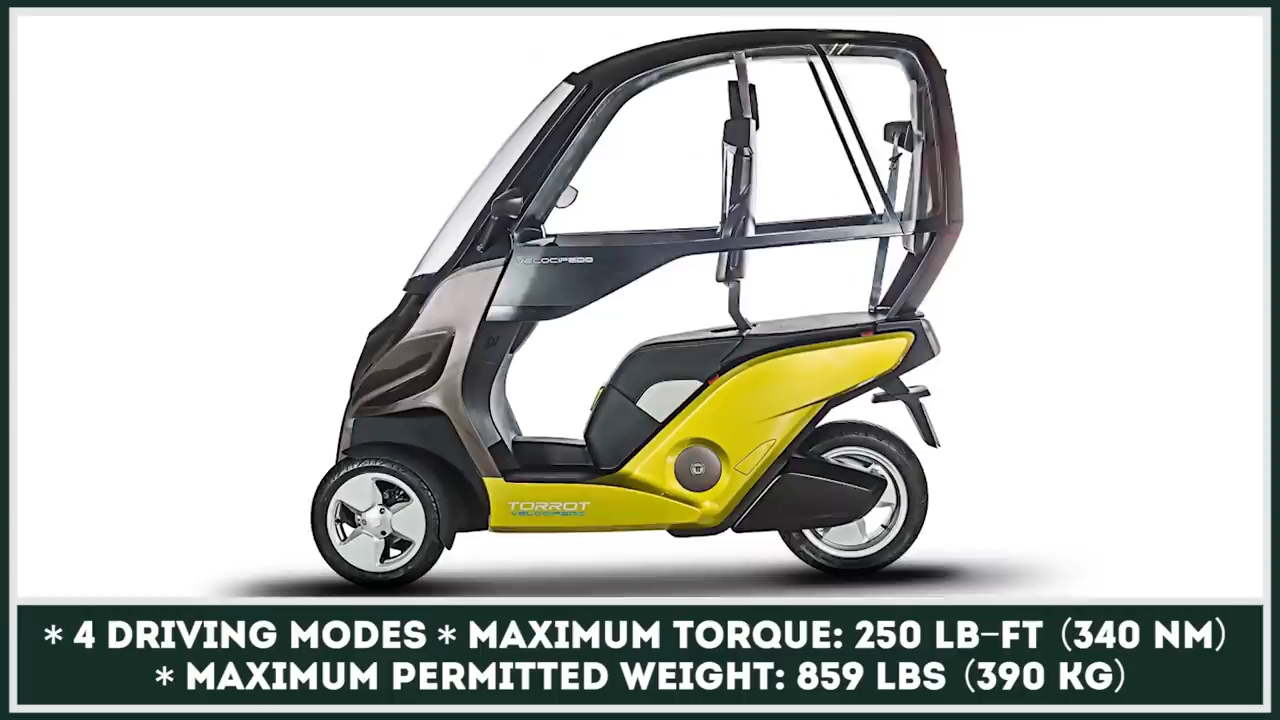 VELOCIPEDO
TORROT
VELOCIPEDO
* 4 DRIVING MODES * MAXIMUM TORQUE: 250 LB-FT (340 NM)
* MAXIMUM PERMITTED WEIGHT: 859 LBS (390 KG)